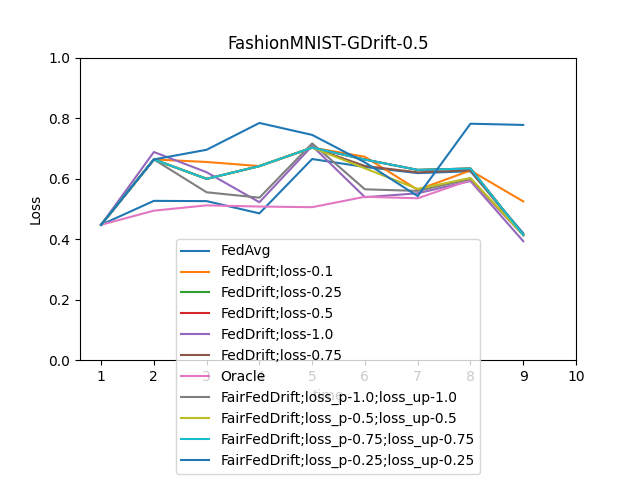 FashionMNIST-GDrift-0.5
Loss
1.0
0.8
0.6
0.4
0.2
0.0
1 2 3 4 5 6 7 8 9 10
FedAvg
FedDrift;loss-0.1
FedDrift;loss-0.25
FedDrift;loss-0.5
FedDrift;loss-1.0
FedDrift;loss-0.75
Oracle
FairFedDrift;loss_p-1.0;loss_up-1.0
FairFedDrift;loss_p-0.5;loss_up-0.5
FairFedDrift;loss_p-0.75;loss_up-0.75
FairFedDrift;loss_p-0.25;loss_up-0.25